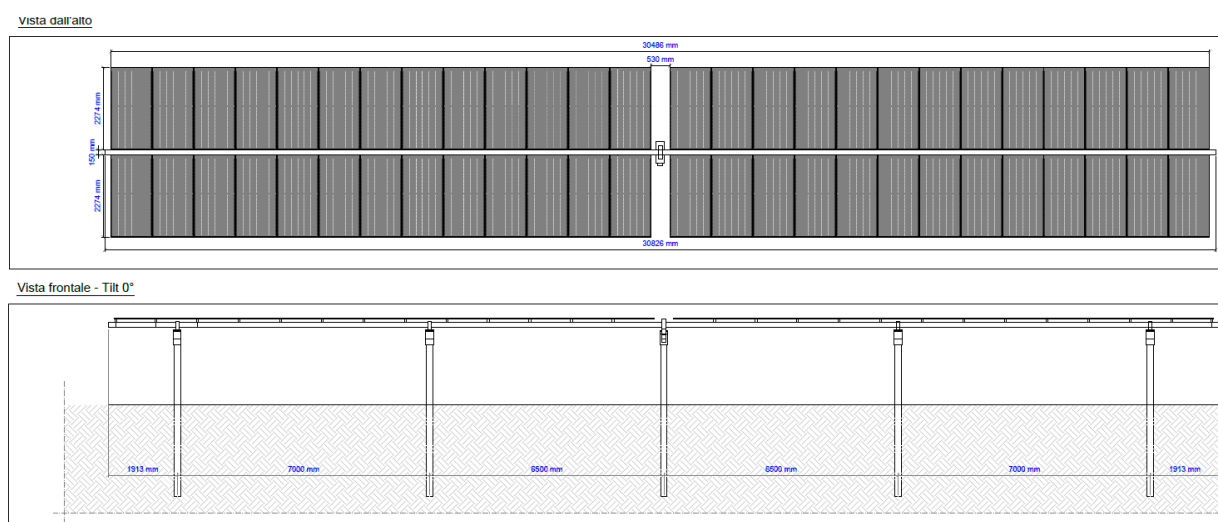 Vista dall'alto
30486 mm
530 mm
2274 mm
150 mm
2274 mm
30826 mm
Vista frontale - Tilt 0°
1913 mm 7000 mm 6500 mm 6500 mm 7000 mm 1913 mm